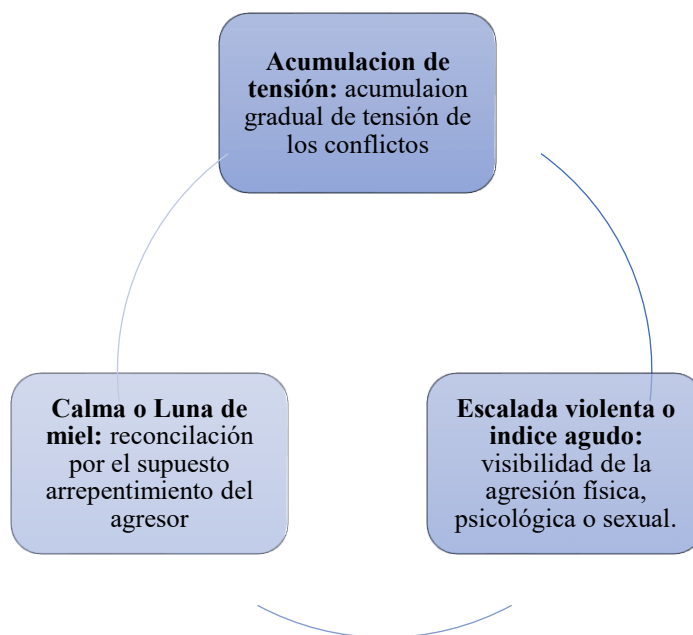 Acumulacion de
tensión: acumulaion
gradual de tensión de
los conflictos
Escalada violenta o
indice agudo:
visibilidad de la
agresión física,
psicológica o sexual.
Calma o Luna de
miel: reconcilación
por el supuesto
arrepentimiento del
agresor